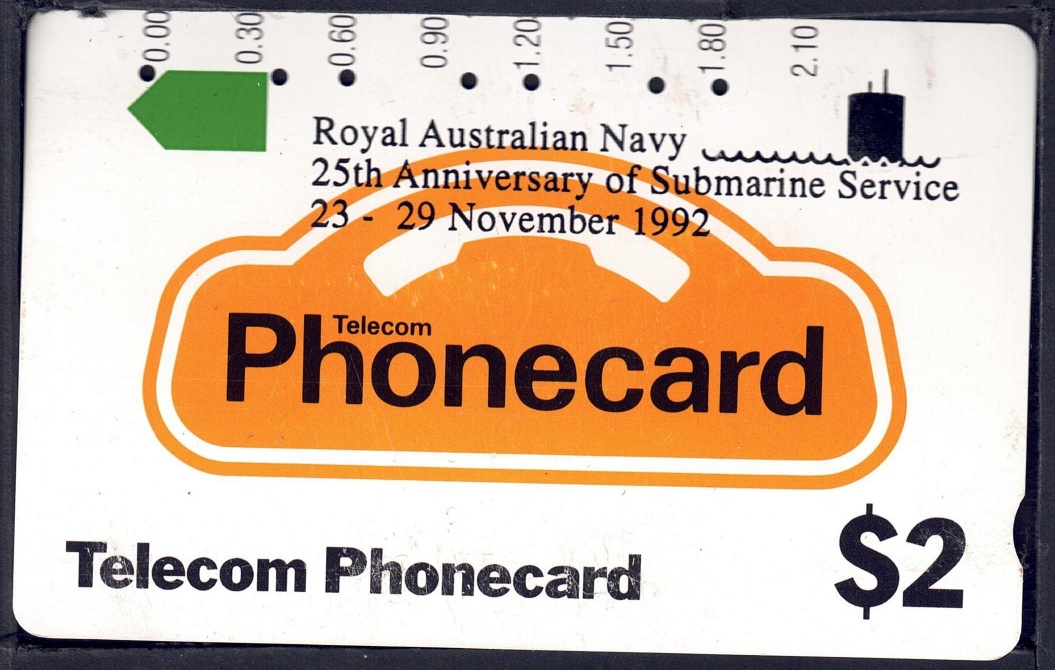 0.00 0.30 0.60 0.90 1.20 1.50 1.80 2.10
Royal Australian Navy
25th Anniversary of Submarine Service
23 - 29 November 1992
Telecom
Phonecard
$2
Telecom Phonecard